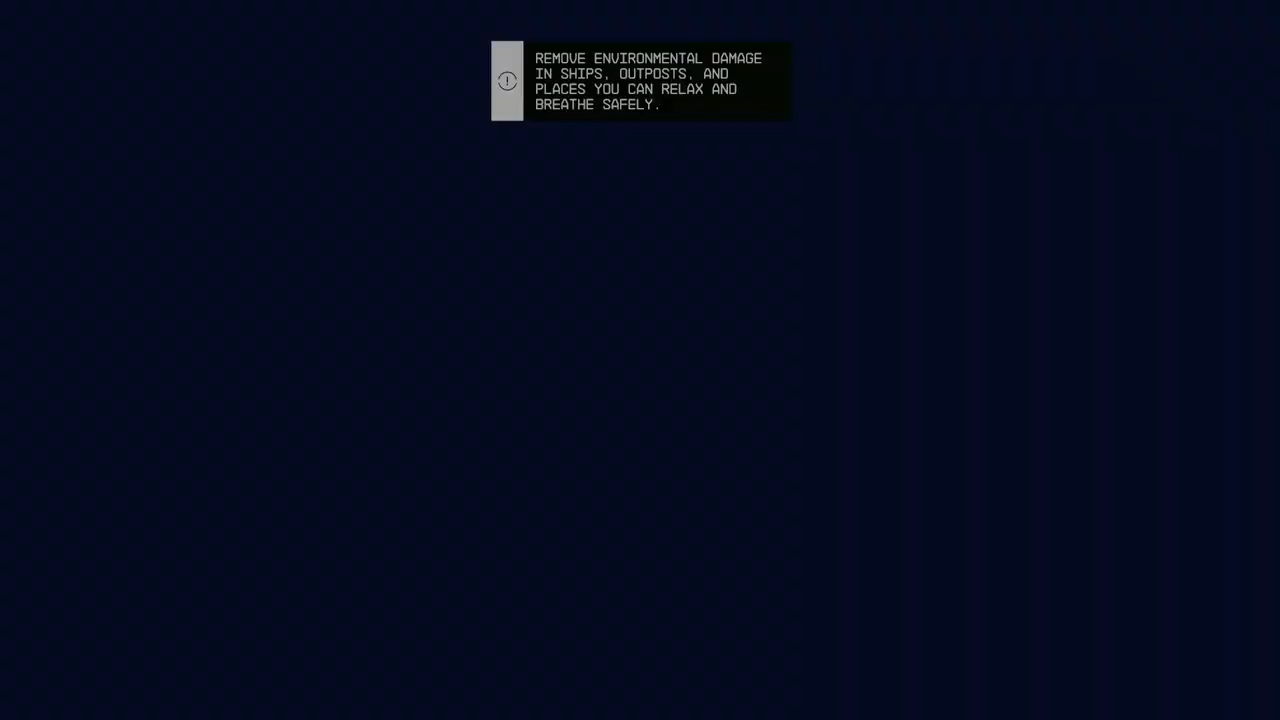 REMOVE ENVIRONMENTAL DAMAGE
IN SHIPS, OUTPOSTS, AND
PLACES YOU CAN RELAX AND
BREATHE SAFELY.